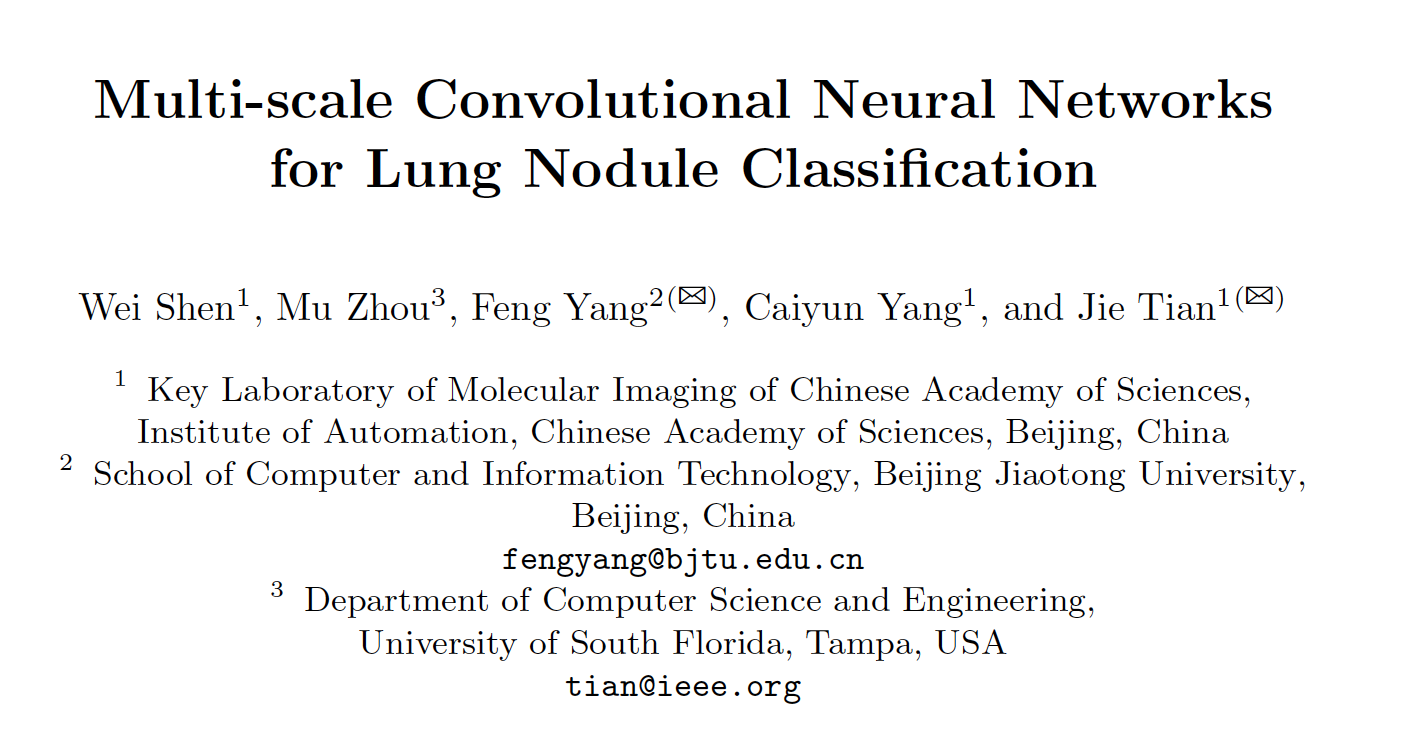 Multi-scale Convolutional Neural Networks
for Lung Nodule Classification
Wei Shen1, Mu Zhou3, Feng Yang2(✉), Caiyun Yang1, and Jie Tian1(✉)
1 Key Laboratory of Molecular Imaging of Chinese Academy of Sciences,
Institute of Automation, Chinese Academy of Sciences, Beijing, China
2 School of Computer and Information Technology, Beijing Jiaotong University,
Beijing, China
fengyang@bjtu.edu.cn
3 Department of Computer Science and Engineering,
University of South Florida, Tampa, USA
tian@ieee.org